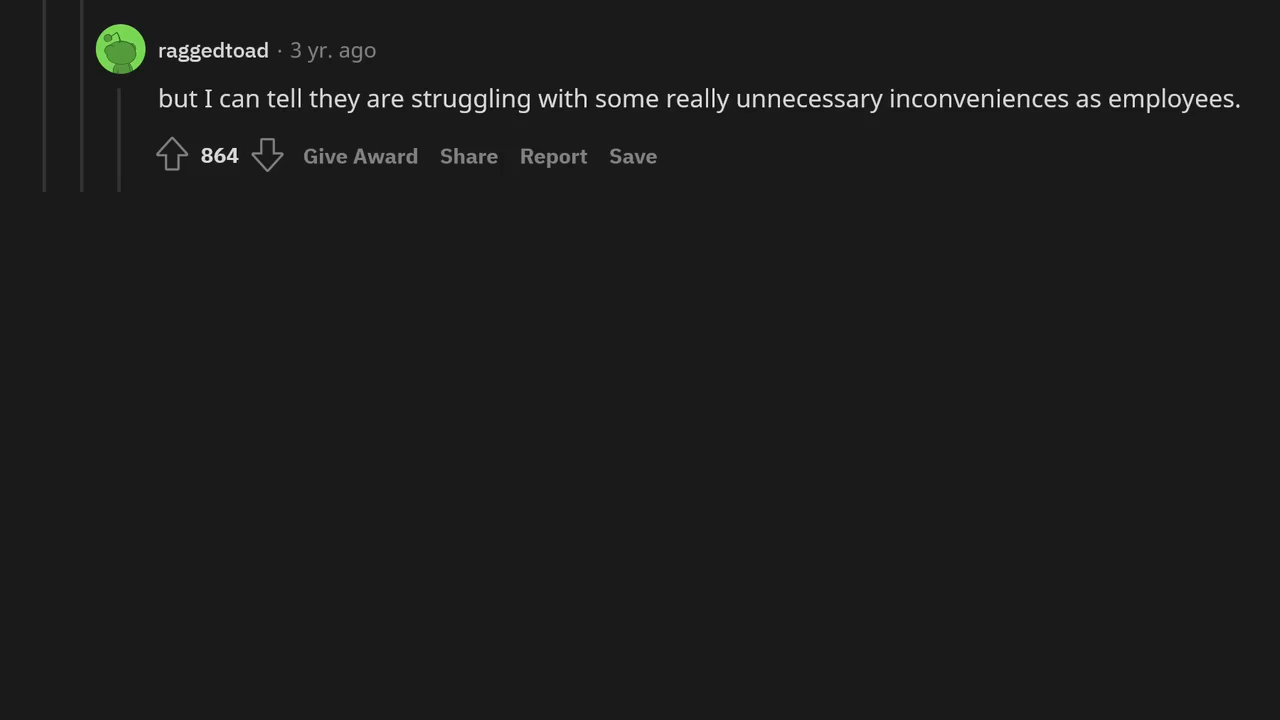 raggedtoad · 3 yr. ago
but I can tell they are struggling with some really unnecessary inconveniences as employees.
864 Give Award Share Report Save